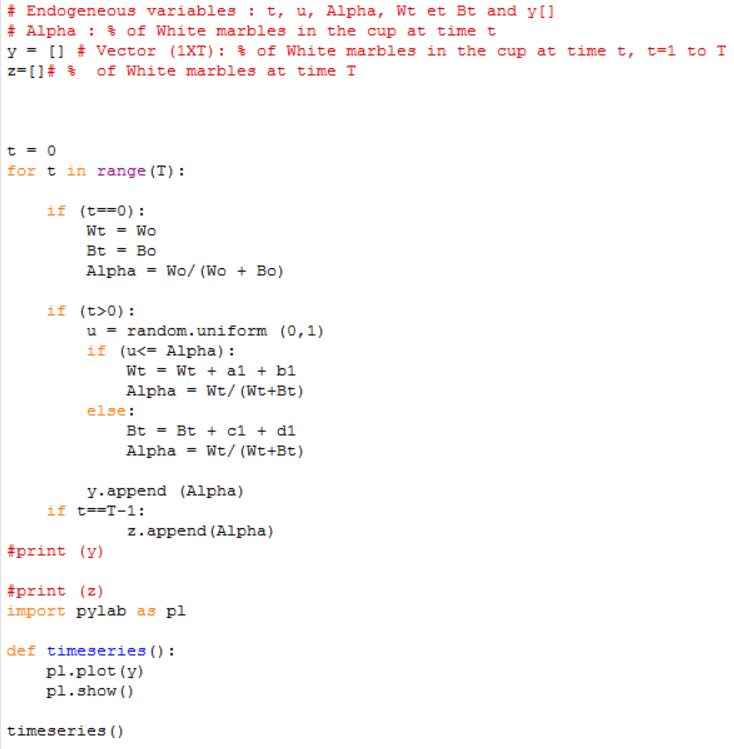 # Endogeneous variables : t, u, Alpha, Wt et Bt and y[]
# Alpha : % of White marbles in the cup at time t
y = [] # Vector (1XT): % of White marbles in the cup at time t, t=1 to T
z=[]# %  of White marbles at time T
t = 0
for t in range(T):
    if (t==0):
        Wt = Wo
        Bt = Bo
        Alpha = Wo/(Wo + Bo)
    if (t>0):
        u = random.uniform (0,1)
        if (u<= Alpha):
            Wt = Wt + a1 + b1
            Alpha = Wt/(Wt+Bt)
        else:
            Bt = Bt + c1 + d1
            Alpha = Wt/(Wt+Bt)
        y.append (Alpha)
    if t==T-1:
            z.append(Alpha)
#print (y)
#print (z)
import pylab as pl
def timeseries():
    pl.plot(y)
    pl.show()
timeseries()